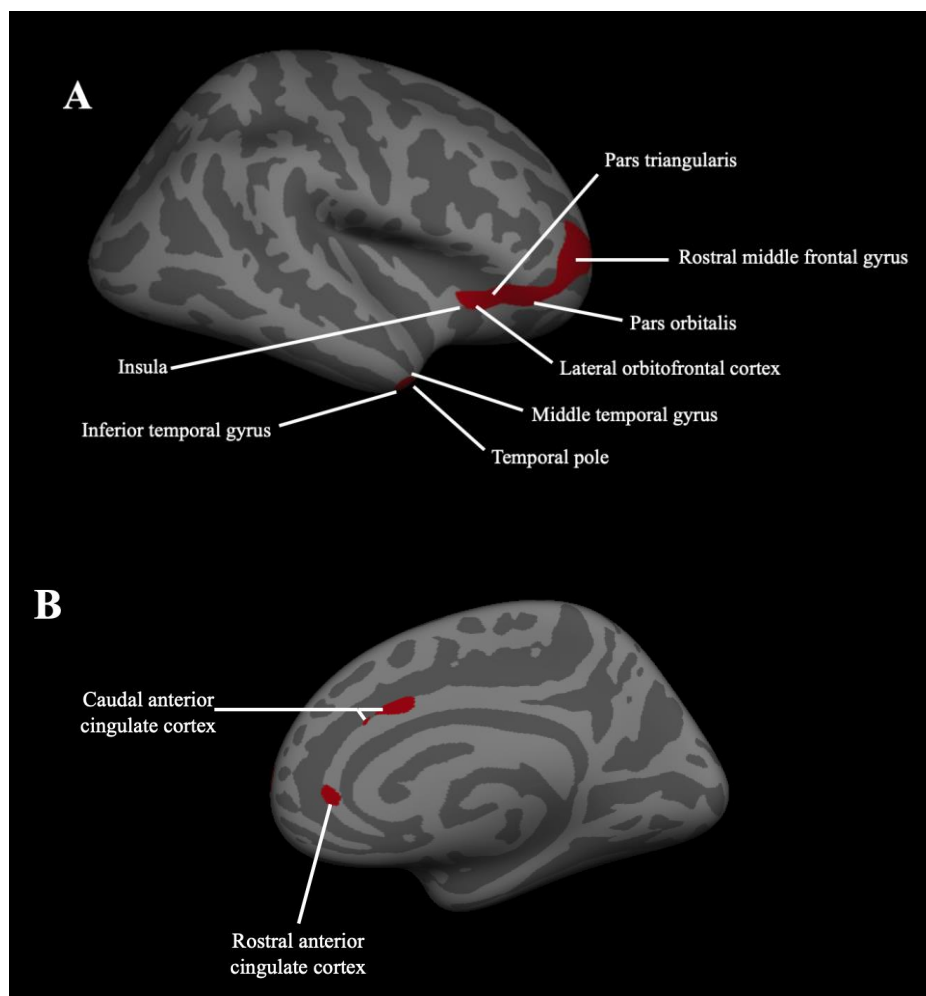 A
Pars triangularis
Rostral middle frontal gyrus
Pars orbitalis
Insula
Lateral orbitofrontal cortex
Middle temporal gyrus
Inferior temporal gyrus
Temporal pole
B
Caudal anterior
cingulate cortex
Rostral anterior
cingulate cortex